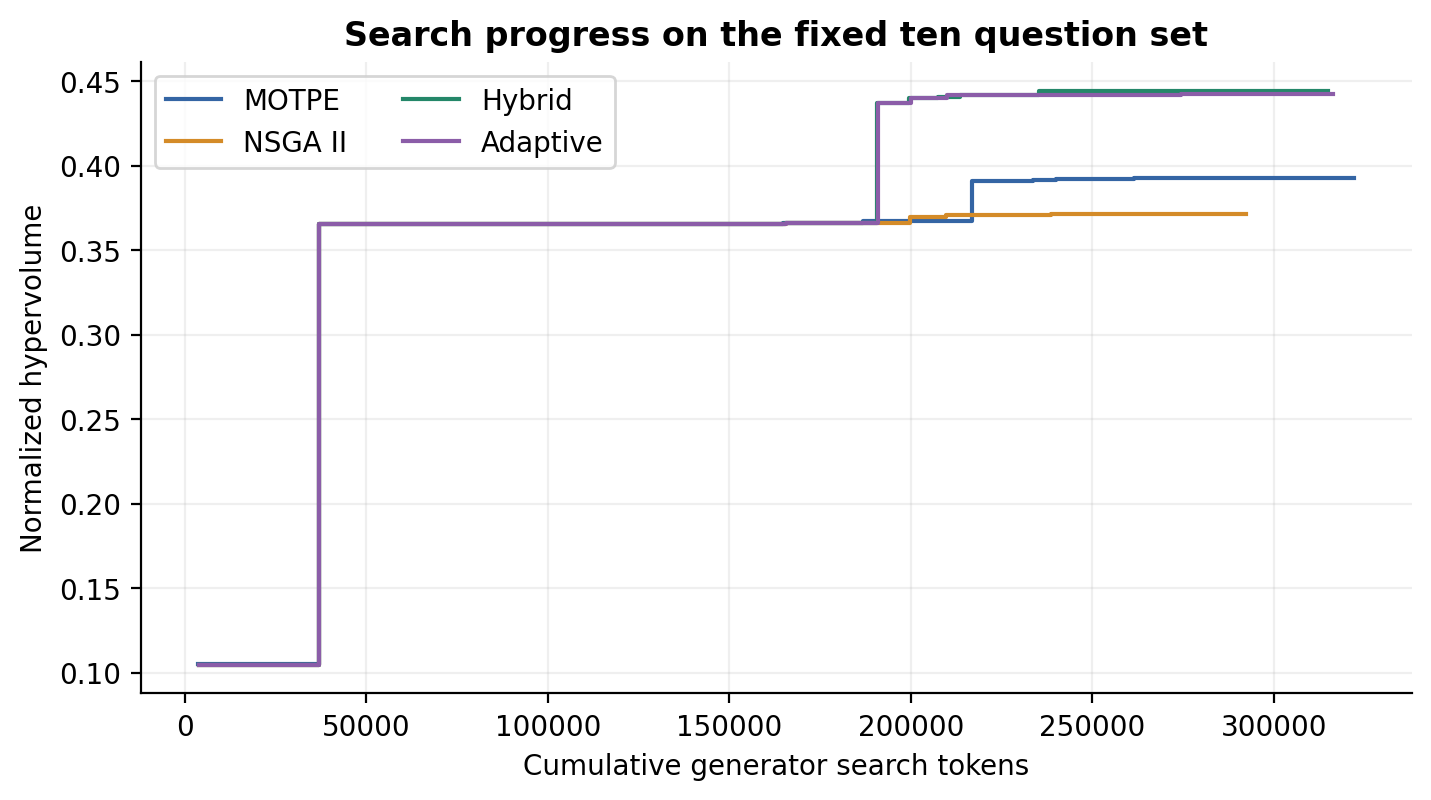 Search progress on the fixed ten question set
MOTPE
Hybrid
NSGA II
Adaptive
0.45
0.40
0.35
0.30
0.25
0.20
0.15
0.10
Normalized hypervolume
0 50000 100000 150000 200000 250000 300000
Cumulative generator search tokens